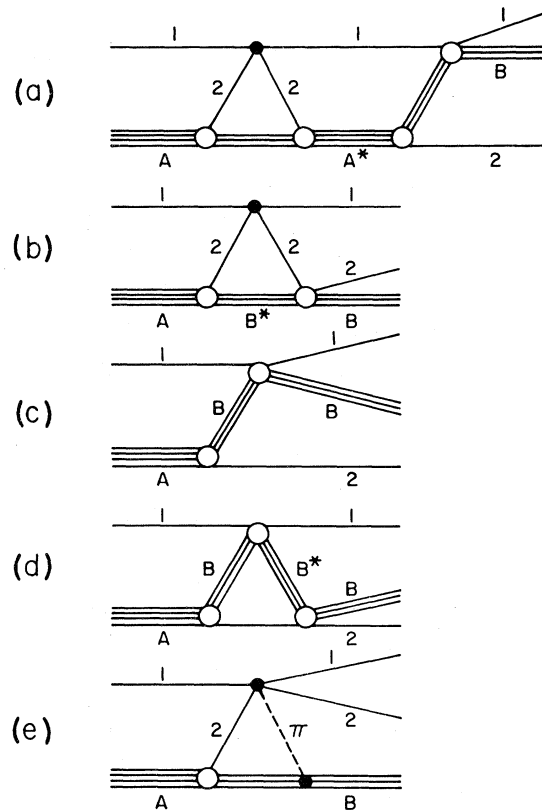 1
1 1
(a) 2 2 B
A A* 2
1 1
(b) 2 2 2
A B* B
1 1
(c) B B
A 2
1 1
(d) B B* B
A 2
1 1
(e) 2 π 2
A B